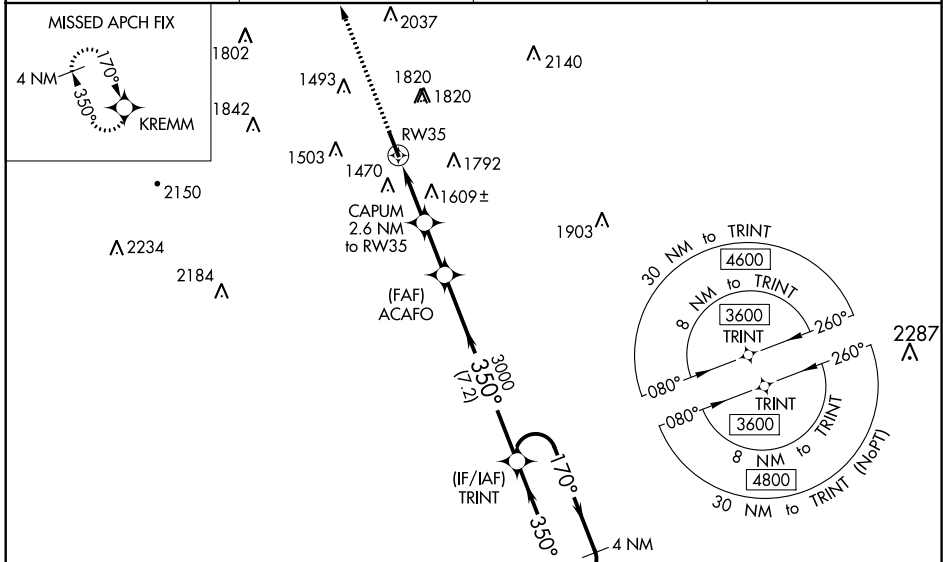 MISSED APCH FIX
4 NM
170°
350°
KREMM
1802
1842
2037
2140
1493
1820
1820
RW35
1503
1470
1792
1609±
2150
CAPUM
2.6 NM
to RW35
1903
2234
2184
(FAF)
ACAFO
3000
350°
(7.2)
(IF/IAF)
TRINT
170°
350°
4 NM
30 NM to TRINT
4600
8 NM to TRINT
3600
TRINT
260°
080°
2287
260°
080°
TRINT
3600
8 NM to TRINT
4800
30 NM to TRINT (NoPT)